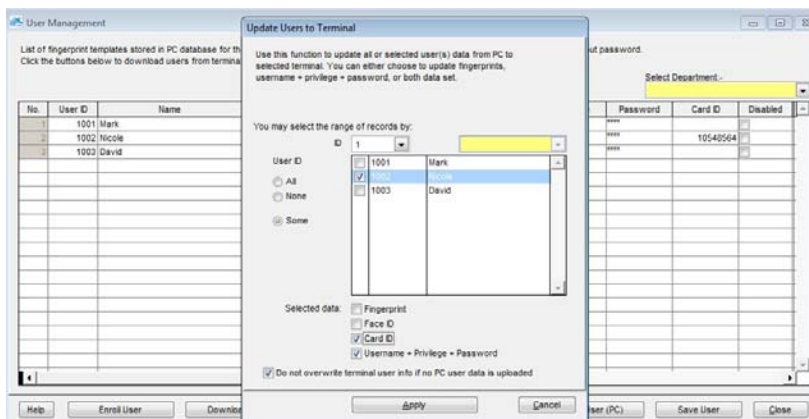 User Management
Update Users to Terminal
List of fingerprint templates stored in PC database for th
ut password.
Click the buttons below to download users from termina
Use this function to update all or selected user(s) data from PC to
selected terminal. You can either choose to update fingerprints,
username + privilege + password, or both data set.
Select Department:-
No. User ID Name Password Card ID Disabled
1 1001 Mark ****
2 1002 Nicole **** 10548564
3 1003 David ****
You may select the range of records by:
ID 1
User ID
1001 Mark
1002 Nicole
1003 David
All
None
Some
Selected data: Fingerprint
Face ID
Card ID
Username + Privilege + Password
Do not overwrite terminal user info if no PC user data is uploaded
Apply Cancel
Help Enroll User Downloa ser (PC) Save User Close